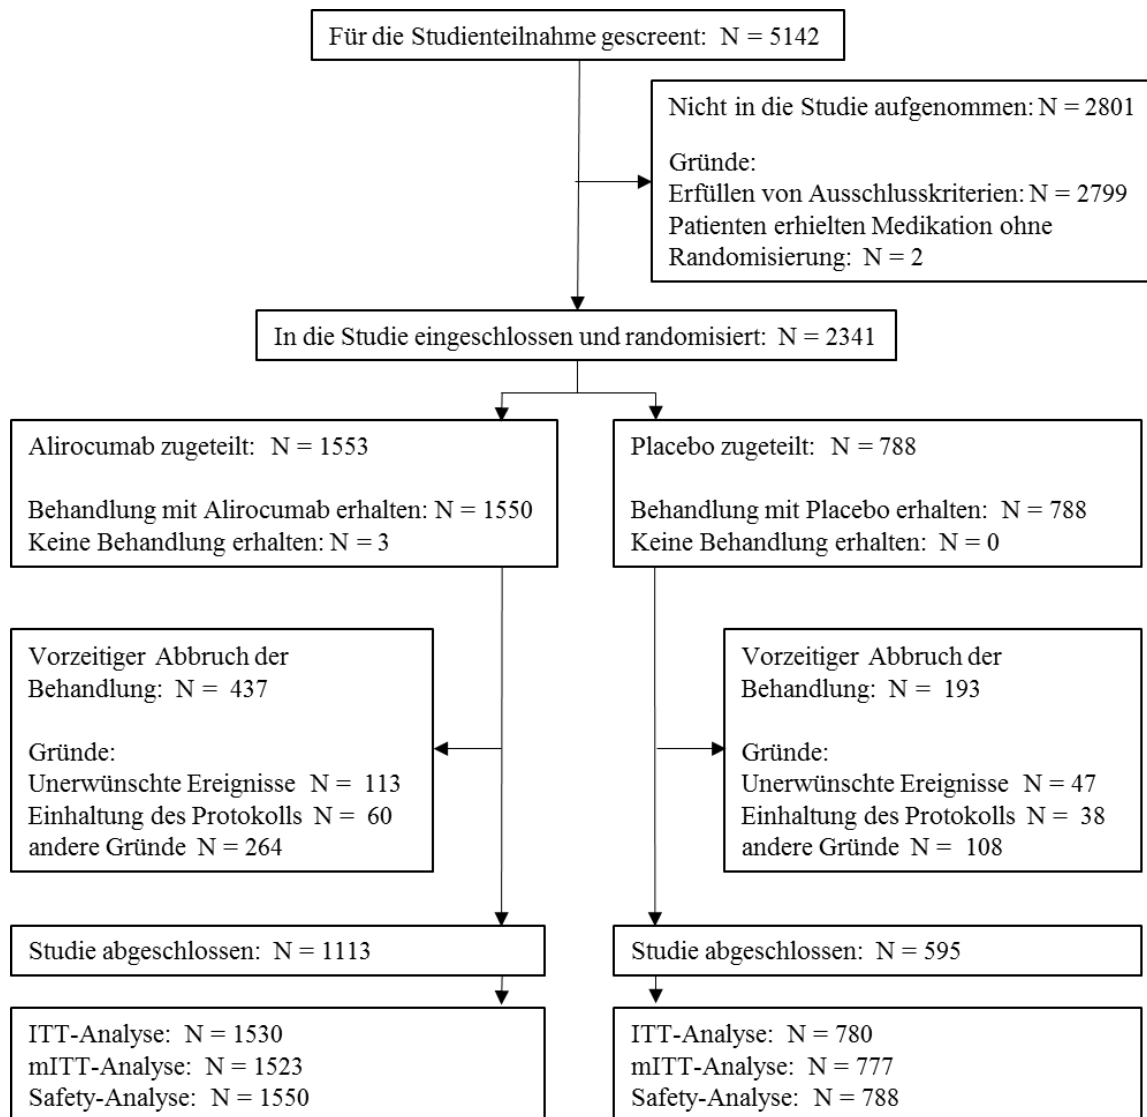 Für die Studienteilnahme gescreent: N = 5142
Nicht in die Studie aufgenommen: N = 2801
Gründe:
Erfüllen von Ausschlusskriterien: N = 2799
Patienten erhielten Medikation ohne
Randomisierung: N = 2
In die Studie eingeschlossen und randomisiert: N = 2341
Alirocumab zugeteilt: N = 1553
Behandlung mit Alirocumab erhalten: N = 1550
Keine Behandlung erhalten: N = 3
Placebo zugeteilt: N = 788
Behandlung mit Placebo erhalten: N = 788
Keine Behandlung erhalten: N = 0
Vorzeitiger Abbruch der
Behandlung: N = 437
Gründe:
Unerwünschte Ereignisse N = 113
Einhaltung des Protokolls N = 60
andere Gründe N = 264
Vorzeitiger Abbruch der
Behandlung: N = 193
Gründe:
Unerwünschte Ereignisse N = 47
Einhaltung des Protokolls N = 38
andere Gründe N = 108
Studie abgeschlossen: N = 1113
Studie abgeschlossen: N = 595
ITT-Analyse: N = 1530
mITT-Analyse: N = 1523
Safety-Analyse: N = 1550
ITT-Analyse: N = 780
mITT-Analyse: N = 777
Safety-Analyse: N = 788